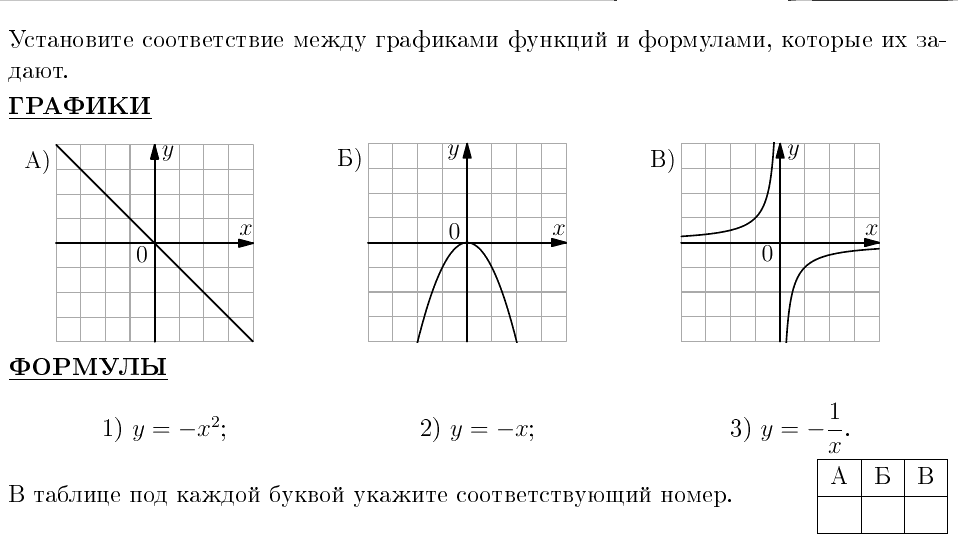 Установите соответствие между графиками функций и формулами, которые их за-
дают.
ГРАФИКИ
А) y x 0
Б) y x 0
В) y x 0
ФОРМУЛЫ
1) y = −x²; 2) y = −x; 3) y = −1/x.
В таблице под каждой буквой укажите соответствующий номер.
А Б В